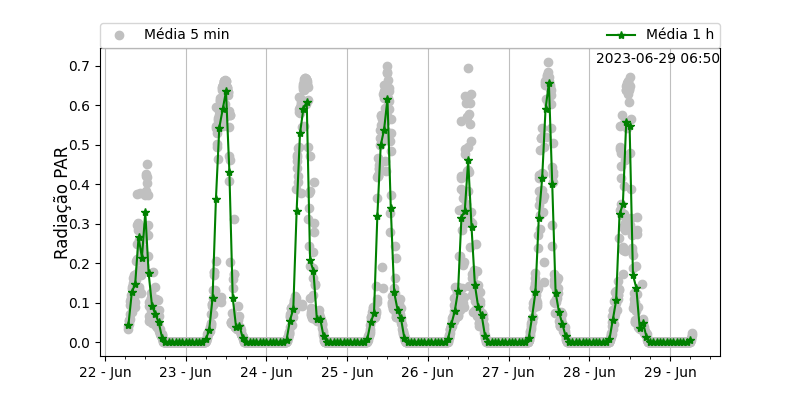 Média 5 min
Média 1 h
2023-06-29 06:50
Radiação PAR
0.7
0.6
0.5
0.4
0.3
0.2
0.1
0.0
22 - Jun
23 - Jun
24 - Jun
25 - Jun
26 - Jun
27 - Jun
28 - Jun
29 - Jun